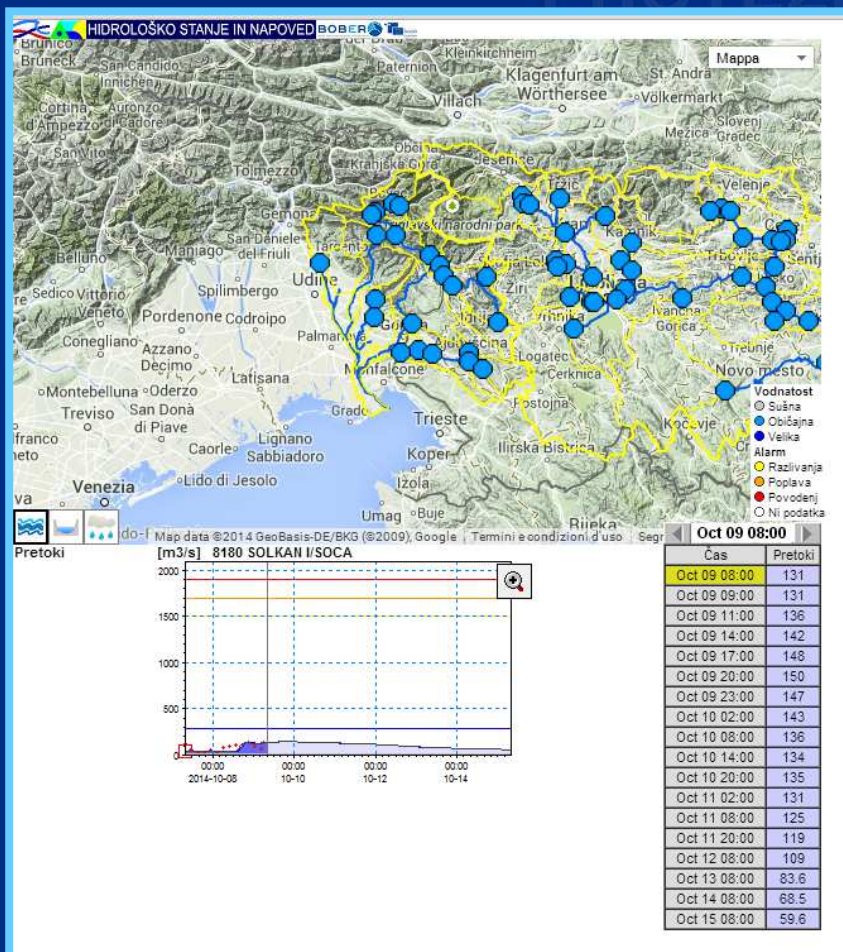 HIDROLOŠKO STANJE IN NAPOVED BOBER
Mappa
Brunico
Bruneck
San Candido
Innichen
Paternion
Kleinkirchheim
Klagenfurt am
Wörthersee
St. Andrä
Völkermarkt
Villach
Cortina
d'Ampezzo
Auronzo
di Cadore
San Vito
Tolmezzo
Krahjska Gora
Jesenice
Mežica
Slovenj
Gradec
Gemona
Tržič
Velenje
San Daniele
del Friuli
Maniago
Belluno
Tarcenta
narodni park
Kamnik
Spilimbergo
Udine
Sedico
Vittorio
Veneto
Pordenone
Codroipo
Žiri
Conegliano
Azzano
Decimo
Palmanova
Gorica
Vrhnika
Ivančna
Gorica
Latisana
Monfalcone
Ajdovščina
Logatec
Cerknica
Trebnje
Novo mesto
Montebelluna
Oderzo
Treviso
San Donà
di Piave
Grado
Postojna
Kočevje
Trieste
Caorle
Lignano
Sabbiadoro
Koper
Ilirska Bistrica
Venezia
Lido di Jesolo
Izola
Umag
Buje
Rijeka
Vodnatost
Sušna
Običajna
Velika
Alarm
Razlivanja
Poplava
Povodenj
Ni podatka
Map data ©2014 GeoBasis-DE/BKG (©2009), Google
Termini e condizioni d'uso
Segr
Oct 09 08:00
Pretoki
[m3/s] 8180 SOLKAN I/SOCA
2000
1500
1000
500
0
00:00 00:00 00:00 00:00
2014-10-08 10-10 10-12 10-14
Čas Pretoki
Oct 09 08:00 131
Oct 09 09:00 131
Oct 09 11:00 136
Oct 09 14:00 142
Oct 09 17:00 148
Oct 09 20:00 150
Oct 09 23:00 147
Oct 10 02:00 143
Oct 10 08:00 136
Oct 10 14:00 134
Oct 10 20:00 135
Oct 11 02:00 131
Oct 11 08:00 125
Oct 11 20:00 119
Oct 12 08:00 109
Oct 13 08:00 83.6
Oct 14 08:00 68.5
Oct 15 08:00 59.6